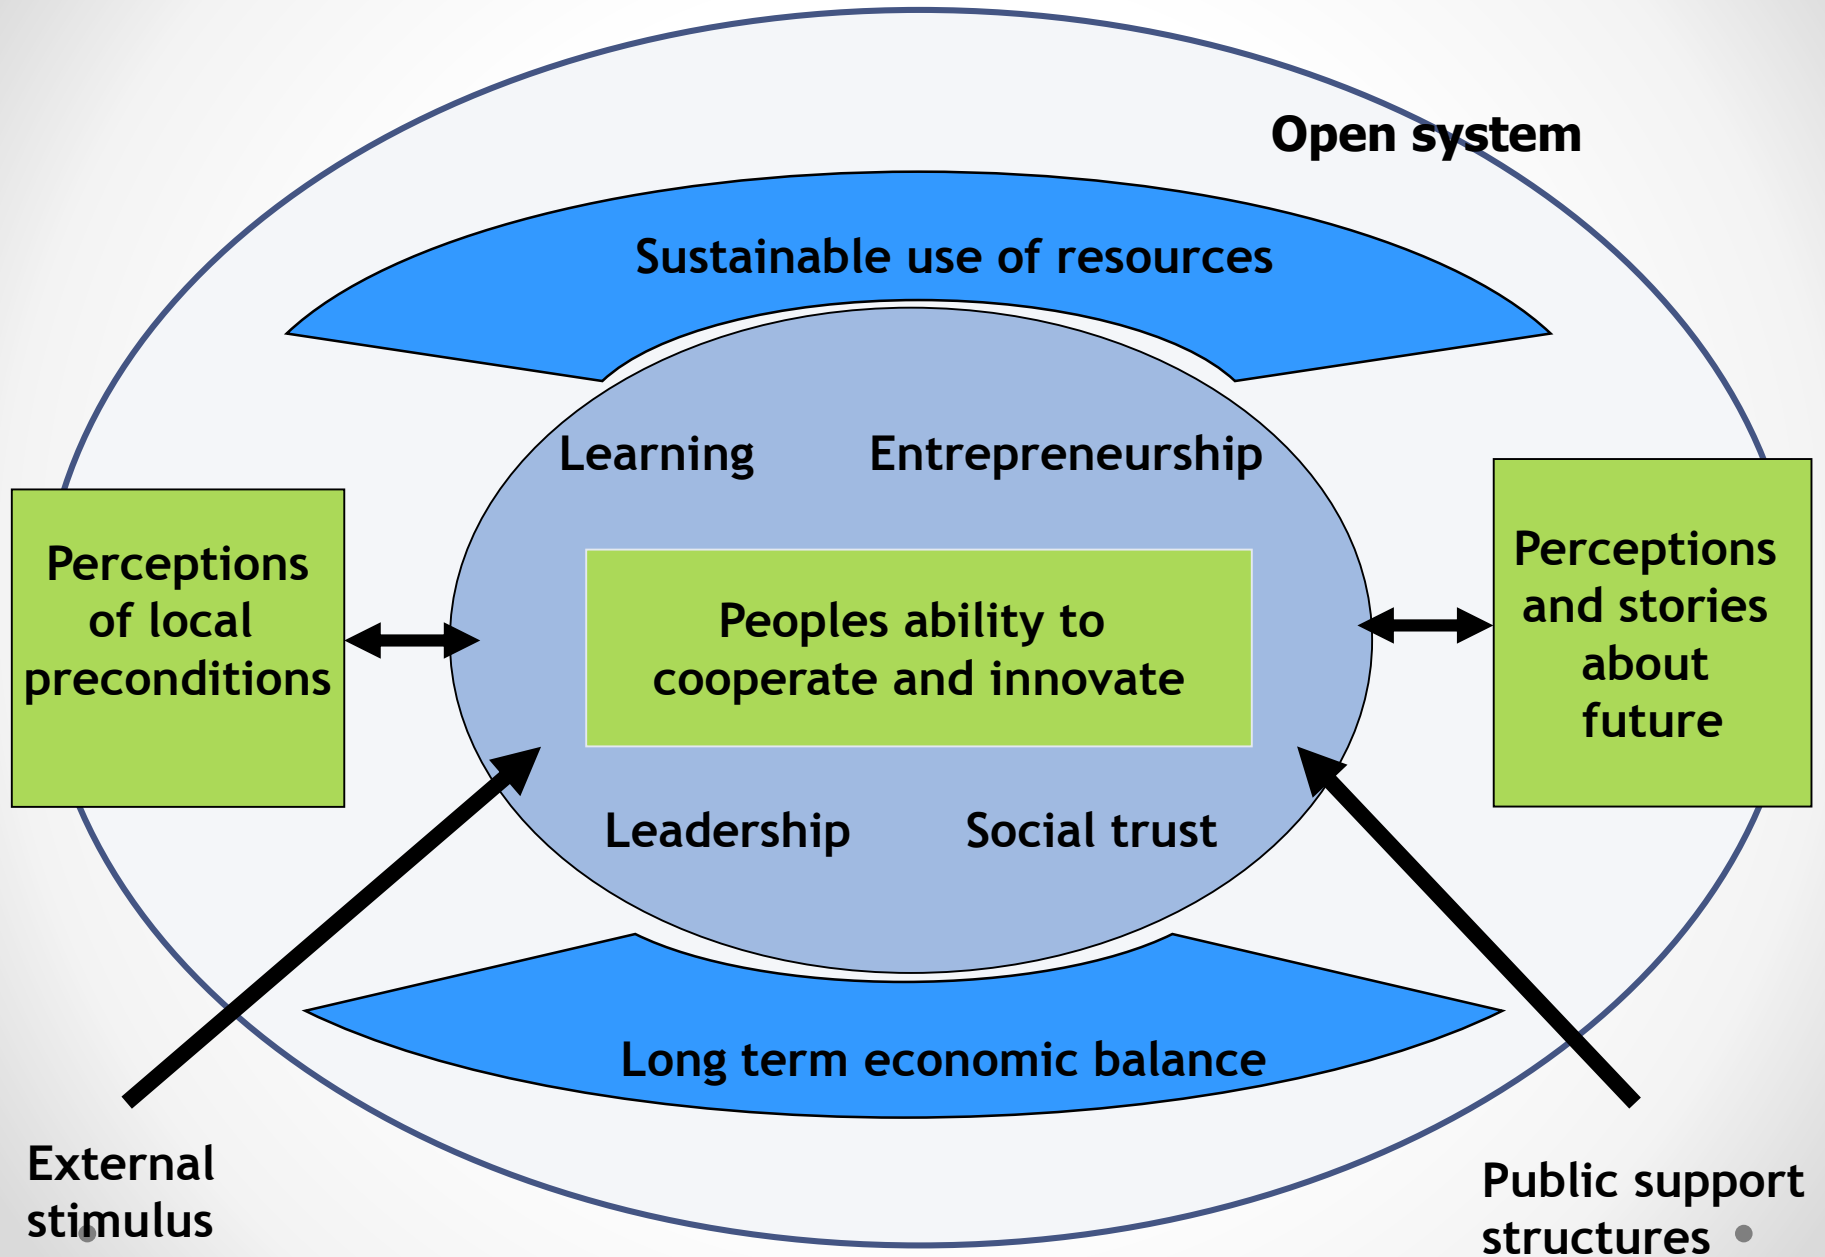 Open system
Sustainable use of resources
Learning
Entrepreneurship
Perceptions
of local
preconditions
Peoples ability to
cooperate and innovate
Perceptions
and stories
about
future
Leadership
Social trust
Long term economic balance
External
stimulus
Public support
structures